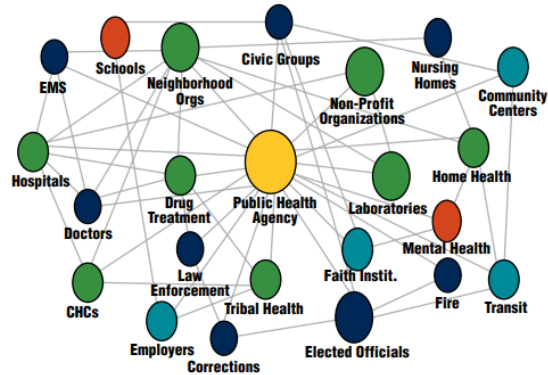 EMS
Schools
Neighborhood
Orgs
Civic Groups
Nursing
Homes
Community
Centers
Non-Profit
Organizations
Hospitals
Doctors
Drug
Treatment
Public Health
Agency
Laboratories
Home Health
Mental Health
CHCs
Law
Enforcement
Tribal Health
Faith Instit.
Fire
Transit
Employers
Corrections
Elected Officials